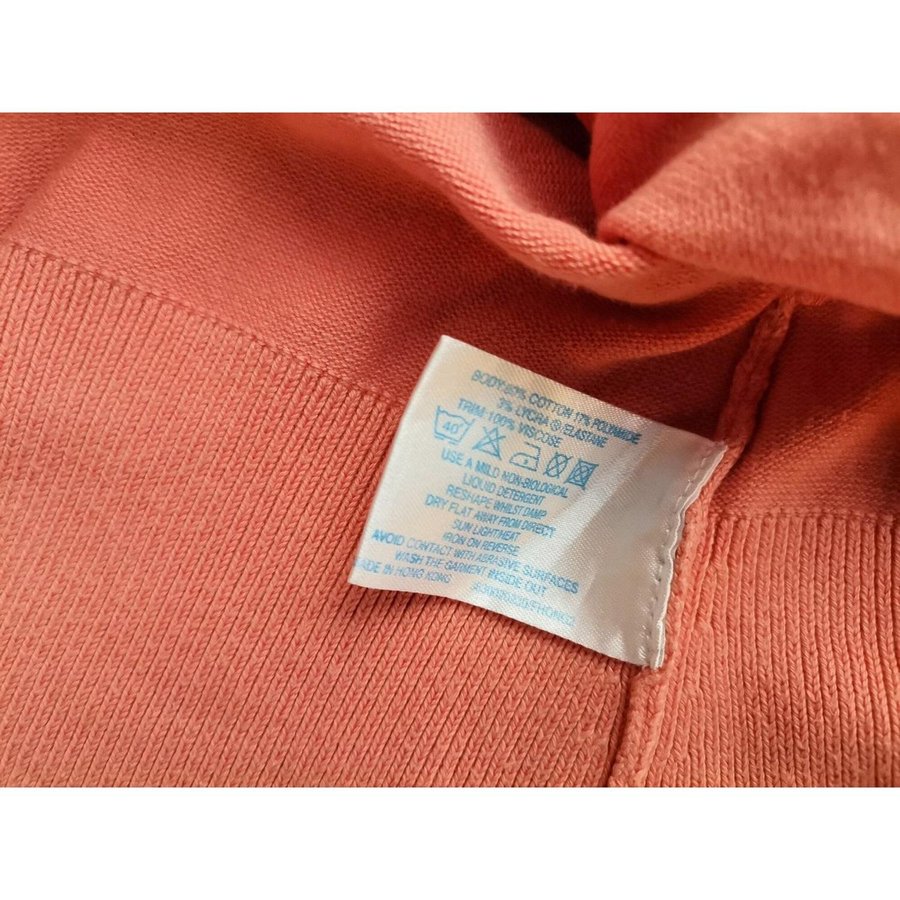 BODY:80% COTTON 17% POLYAMIDE
3% LYCRA ®/ELASTANE
TRIM:100% VISCOSE
40°
USE A MILD NON-BIOLOGICAL
LIQUID DETERGENT
RESHAPE WHILST DAMP
DRY FLAT AWAY FROM DIRECT
SUN LIGHT/HEAT
IRON ON REVERSE
AVOID CONTACT WITH ABRASIVE SURFACES
WASH THE GARMENT INSIDE OUT
MADE IN HONG KONG